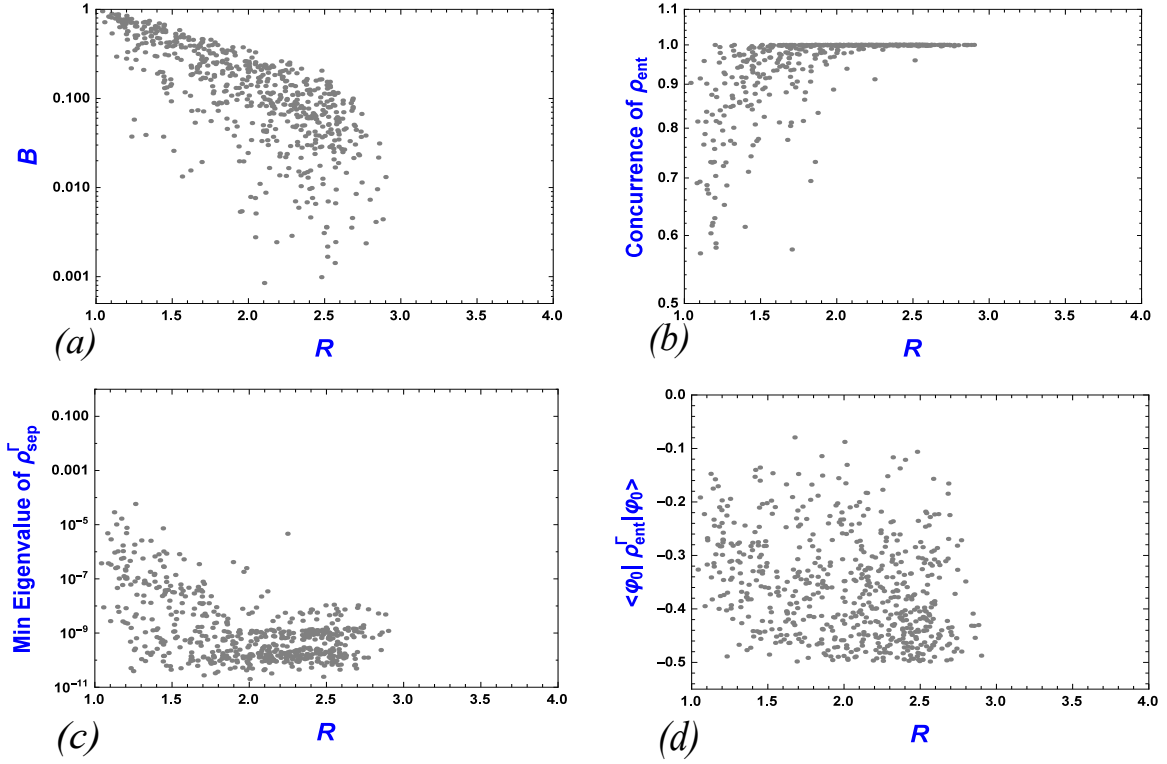 1
0.100
0.010
0.001
B
1.0 1.5 2.0 2.5 3.0 3.5 4.0
(a)
R
1.0
0.9
0.8
0.7
0.6
0.5
Concurrence of ρent
1.0 1.5 2.0 2.5 3.0 3.5 4.0
(b)
R
0.100
0.001
10⁻⁵
10⁻⁷
10⁻⁹
10⁻¹¹
Min Eigenvalue of ρ^Γ_sep
1.0 1.5 2.0 2.5 3.0 3.5 4.0
(c)
R
0.0
−0.1
−0.2
−0.3
−0.4
−0.5
<φ₀| ρ^Γ_ent |φ₀>
1.0 1.5 2.0 2.5 3.0 3.5 4.0
(d)
R